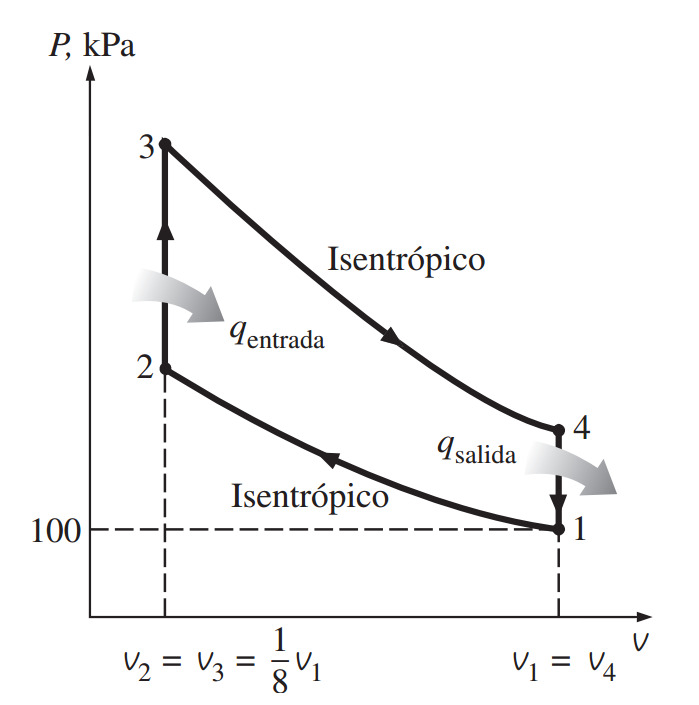 P, kPa
3
Isentrópico
q_entrada
2
4
q_salida
Isentrópico
100
1
v
v₂ = v₃ = 1/8 v₁
v₁ = v₄